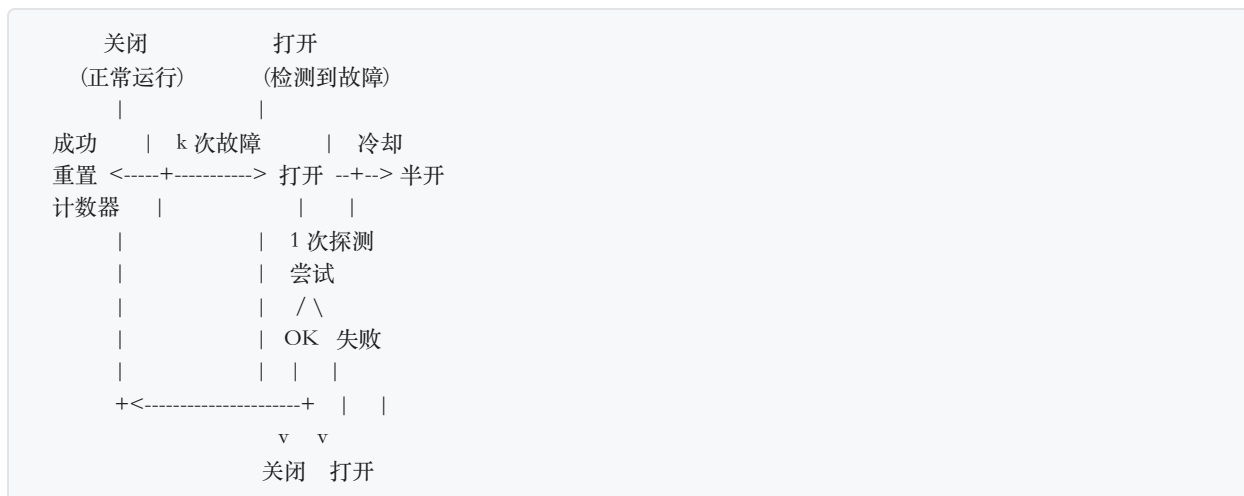 关闭 打开
(正常运行) (检测到故障)
| |
成功 | k 次故障 | 冷却
重置 <-----+-----------> 打开 --+--> 半开
计数器 | | |
| | 1 次探测
| | 尝试
| | / \
| | OK 失败
| | | |
+<----------------------+ | |
v v
关闭 打开